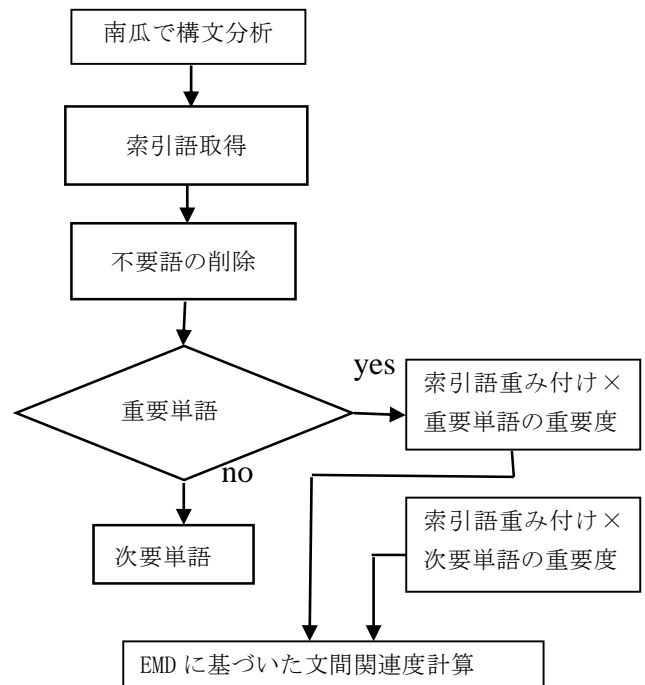 南瓜で構文分析
索引語取得
不要語の削除
重要単語
yes
索引語重み付け×
重要単語の重要度
no
次要単語
索引語重み付け×
次要単語の重要度
EMD に基づいた文間関連度計算